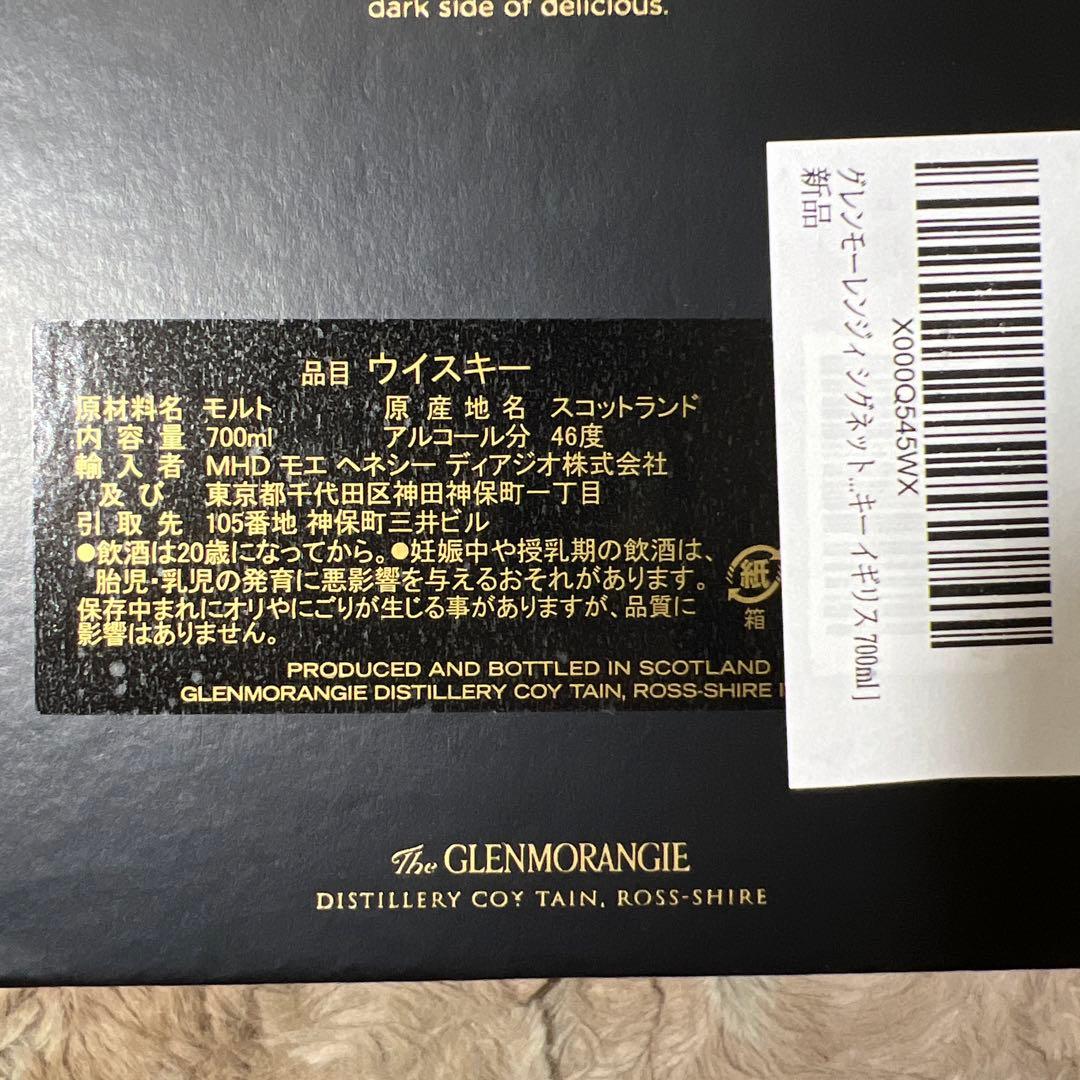 dark side of delicious.
品目 ウイスキー
原材料名 モルト 原産地名 スコットランド
内容量 700ml アルコール分 46度
輸入者 MHD モエ ヘネシー ディアジオ株式会社
及び 東京都千代田区神田神保町一丁目
引取先 105番地 神保町三井ビル
●飲酒は20歳になってから。●妊娠中や授乳期の飲酒は、
胎児・乳児の発育に悪影響を与えるおそれがあります。
保存中まれにオリやにごりが生じる事がありますが、品質に
影響はありません。
紙
箱
PRODUCED AND BOTTLED IN SCOTLAND
GLENMORANGIE DISTILLERY COY TAIN, ROSS-SHIRE
The GLENMORANGIE
DISTILLERY COY TAIN, ROSS-SHIRE
X000Q545WX
グレンモーレンジィ シグネット...キー イギリス 700ml ]
新品